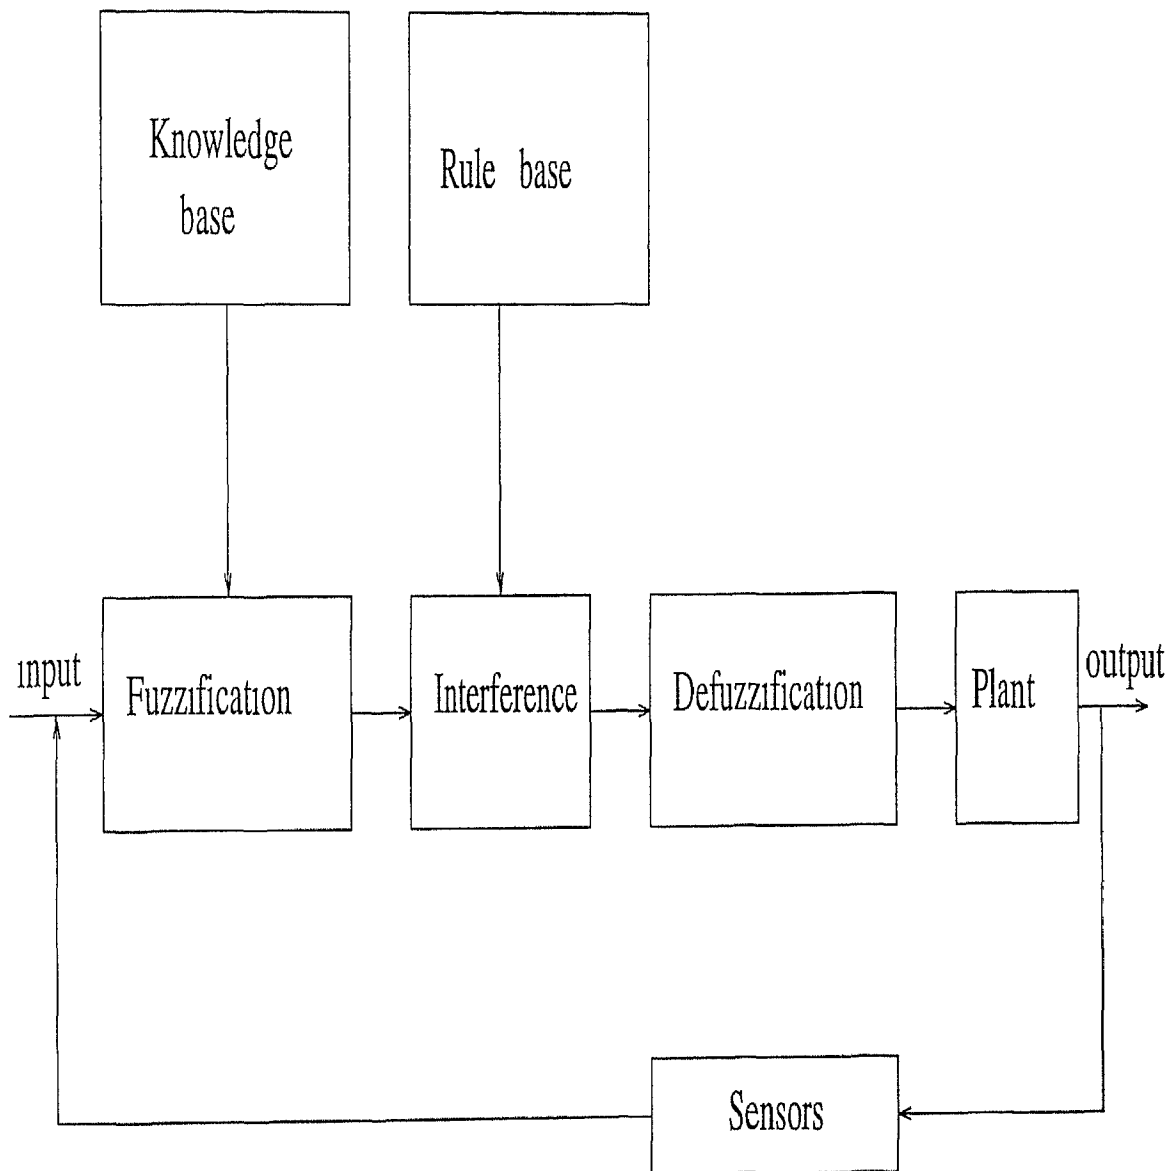 Knowledge
base
Rule base
input
Fuzzification
Interference
Defuzzification
Plant
output
Sensors